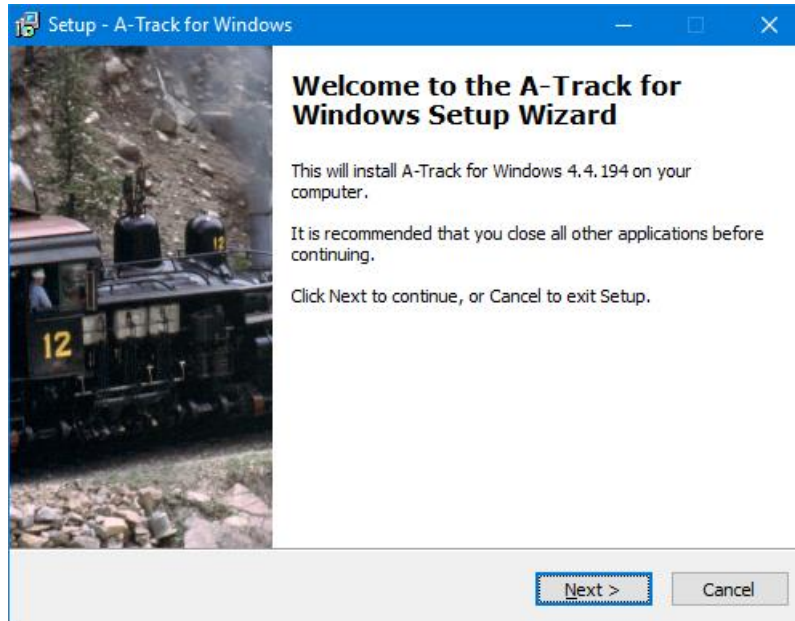 Setup - A-Track for Windows
Welcome to the A-Track for
Windows Setup Wizard
This will install A-Track for Windows 4.4.194 on your
computer.
It is recommended that you close all other applications before
continuing.
Click Next to continue, or Cancel to exit Setup.
12
12
Next >
Cancel